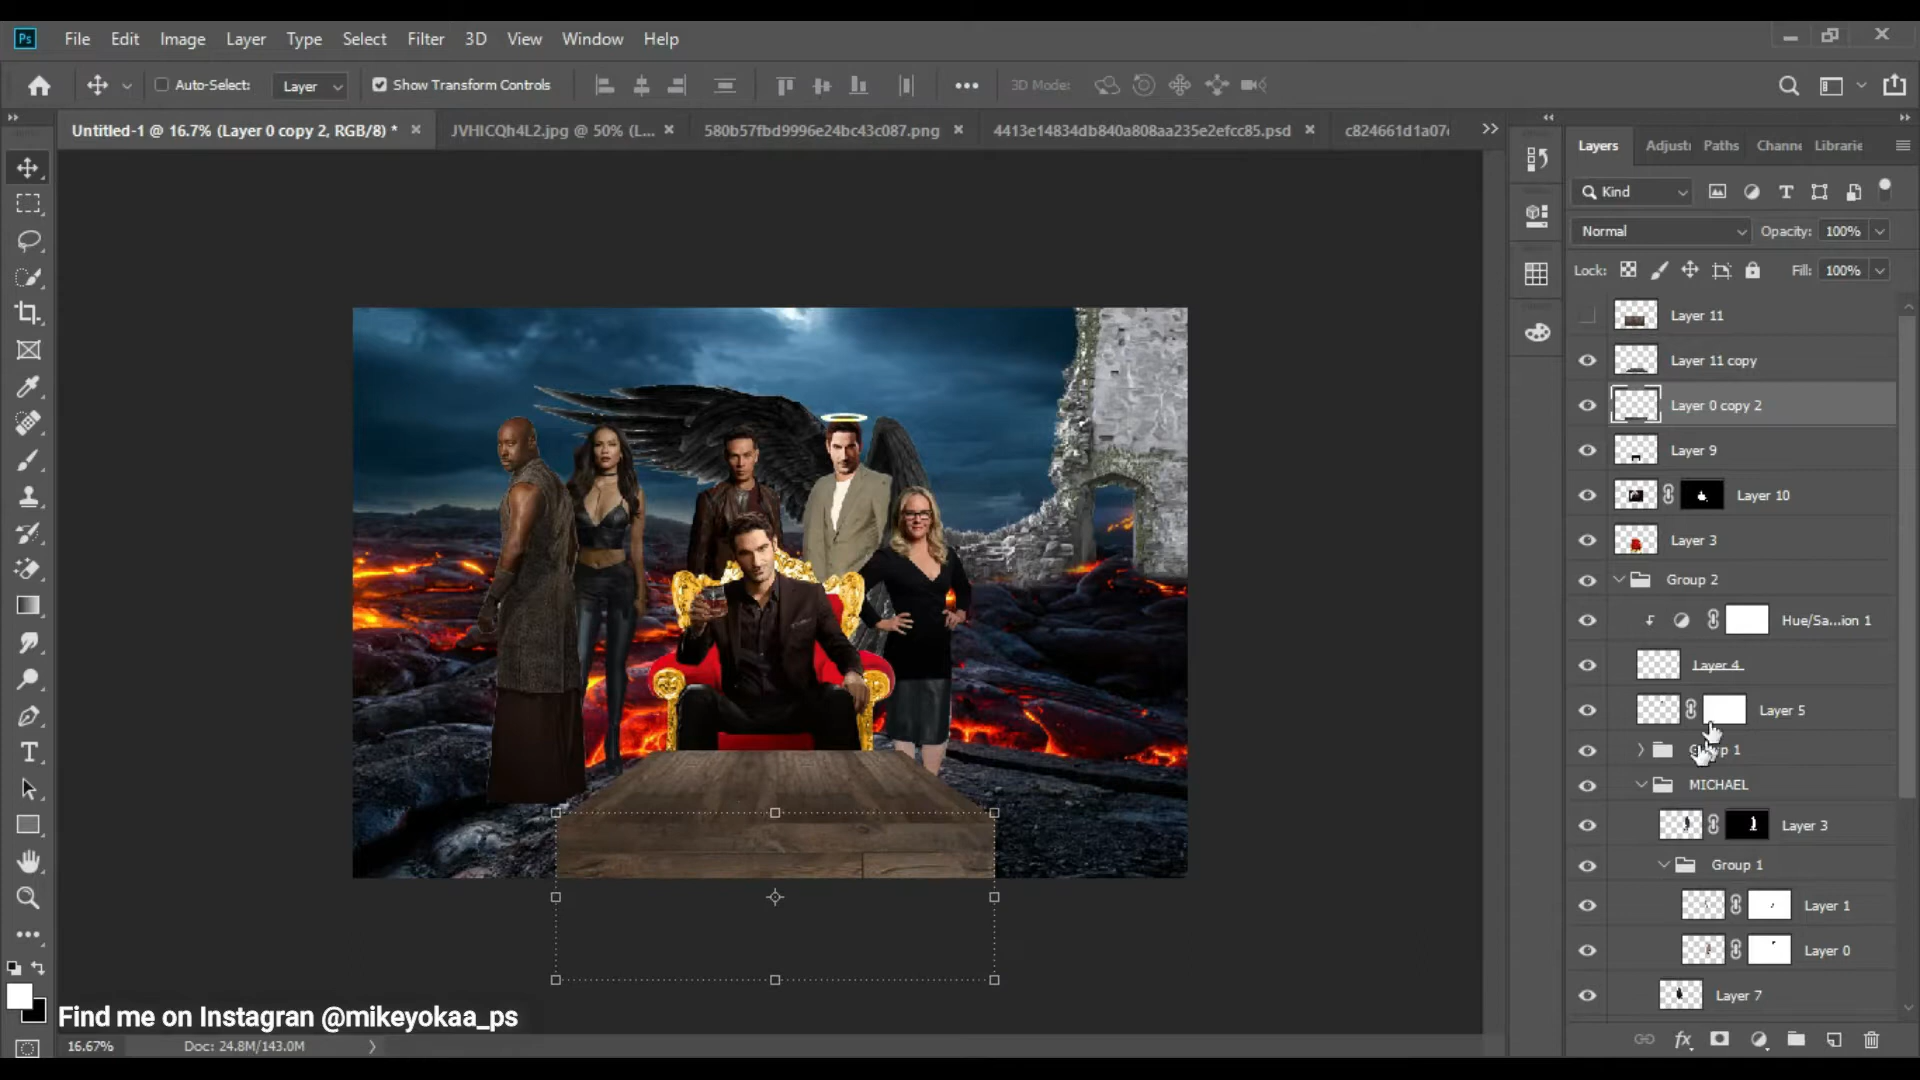 Ps File Edit Image Layer Type Select Filter 3D View Window Help
Auto-Select: Layer Show Transform Controls 3D Mode:
Untitled-1 @ 16.7% (Layer 0 copy 2, RGB/8) * JVHICQh4L2.jpg @ 50% (L... 580b57fbd9996e24bc43c087.png 4413e14834db840a808aa235e2efcc85.psd c824661d1a07
Layers Adjust Paths Chann Librarie
Kind
Normal Opacity: 100%
Lock: Fill: 100%
Layer 11
Layer 11 copy
Layer 0 copy 2
Layer 9
Layer 10
Layer 3
Group 2
Hue/Sa...ion 1
Layer 4
Layer 5
MICHAEL
Layer 3
Group 1
Layer 1
Layer 0
Layer 7
Find me on Instagran @mikeyokaa_ps
16.67% Doc: 24.8M/143.0M
fx